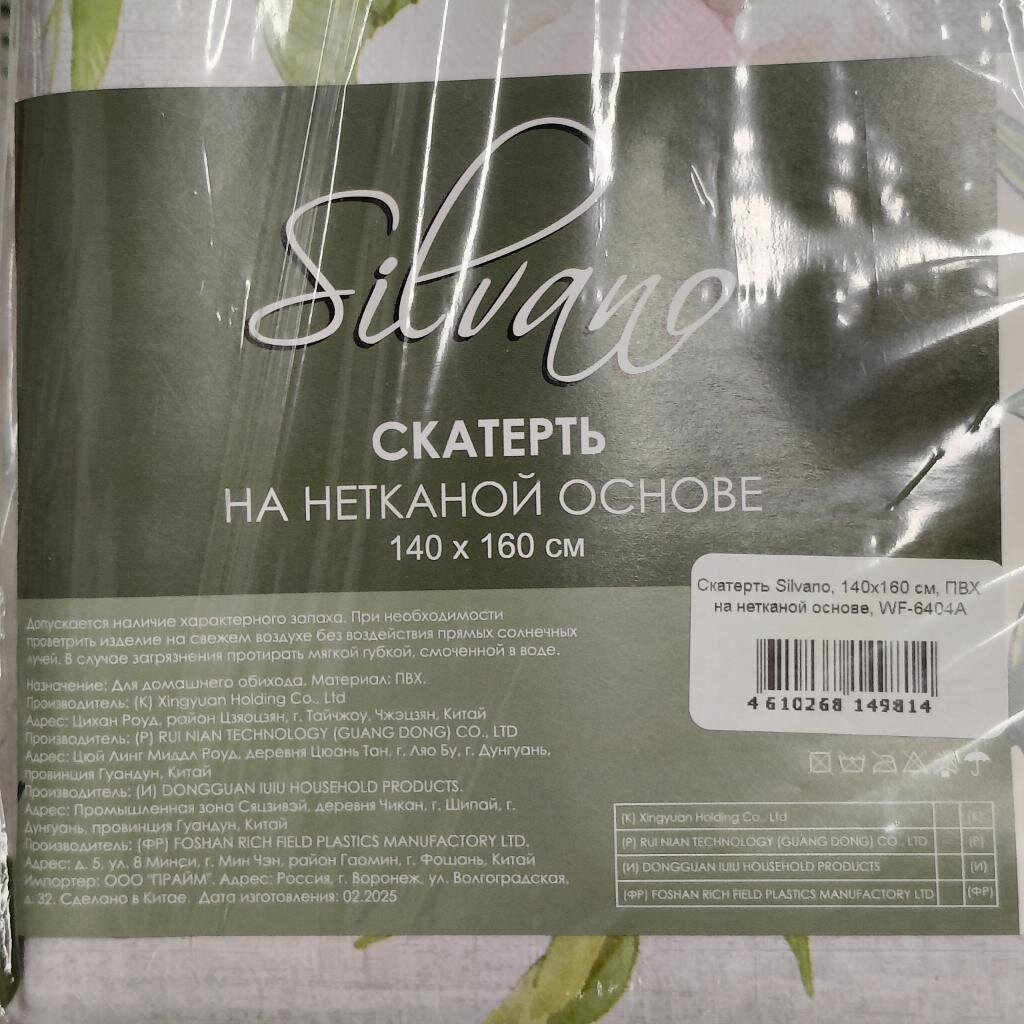 Silvano
СКАТЕРТЬ
НА НЕТКАНОЙ ОСНОВЕ
140 x 160 см
Скатерть Silvano, 140x160 см, ПВХ
на нетканой основе, WF-6404A
4 610268 149814
Допускается наличие характерного запаха. При необходимости
проветрить изделие на свежем воздухе без воздействия прямых солнечных
лучей. В случае загрязнения протирать мягкой губкой, смоченной в воде.
Назначение: Для домашнего обихода. Материал: ПВХ.
Производитель: (K) Xingyuan Holding Co., Ltd
Адрес: Цихан Роуд, район Цзяоцзян, г. Тайчжоу, Чжэцзян, Китай
Производитель: (P) RUI NIAN TECHNOLOGY (GUANG DONG) CO., LTD
Адрес: Цюй Линг Миддл Роуд, деревня Цюань Тан, г. Ляо Бу, г. Дунгуань,
провинция Гуандун, Китай
Производитель: (И) DONGGUAN IUIU HOUSEHOLD PRODUCTS.
Адрес: Промышленная зона Сяцзивэй, деревня Чикан, г. Шипай, г.
Дунгуань, провинция Гуандун, Китай
Производитель: (ФР) FOSHAN RICH FIELD PLASTICS MANUFACTORY LTD.
Адрес: д. 5, ул. 8 Минси, г. Мин Чэн, район Гаомин, г. Фошань, Китай
Импортер: ООО "ПРАЙМ". Адрес: Россия, г. Воронеж, ул. Волгоградская,
д. 32. Сделано в Китае. Дата изготовления: 02.2025
(K) Xingyuan Holding Co., Ltd (K)
(P) RUI NIAN TECHNOLOGY (GUANG DONG) CO., LTD (P)
(И) DONGGUAN IUIU HOUSEHOLD PRODUCTS (И)
(ФР) FOSHAN RICH FIELD PLASTICS MANUFACTORY LTD (ФР)